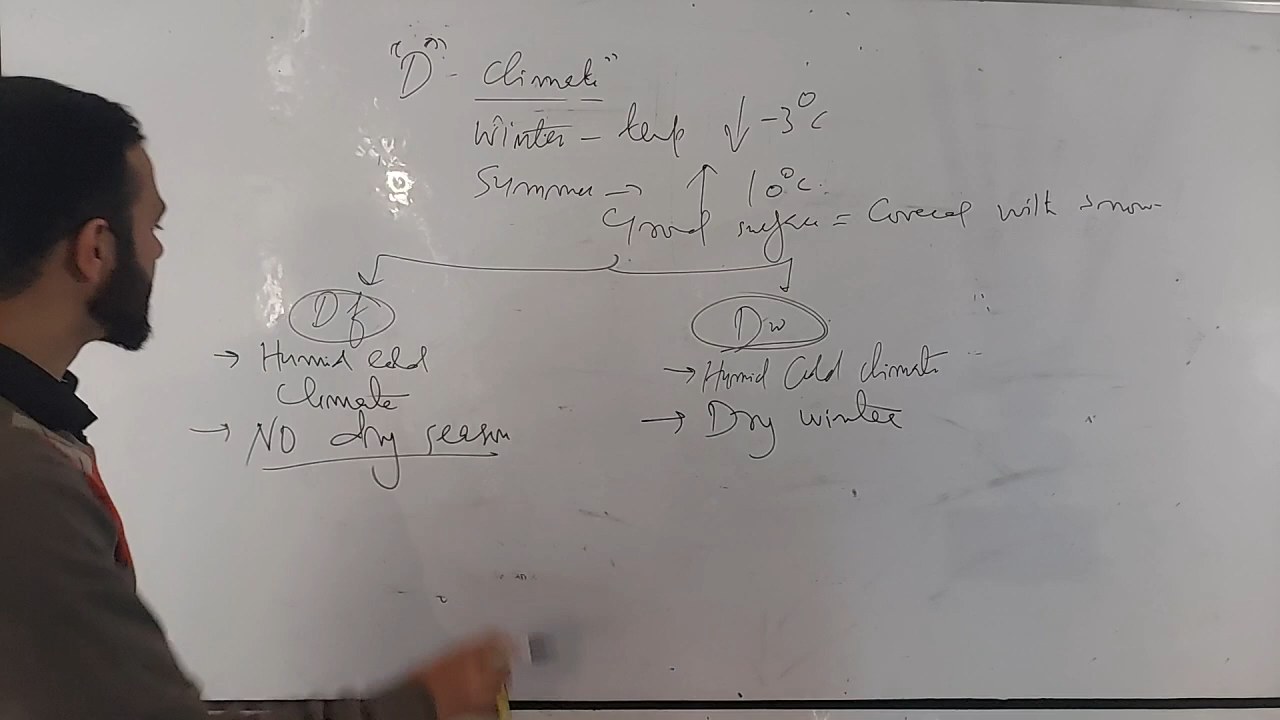 "D" - Climate"
Winter - temp ↓ -3°C
Summer → ↑ 10°C.
Ground surface = Covered with snow
Df
→ Humid Cold
Climate
→ NO dry season
Dw
→ Humid Cold climate
→ Dry winter